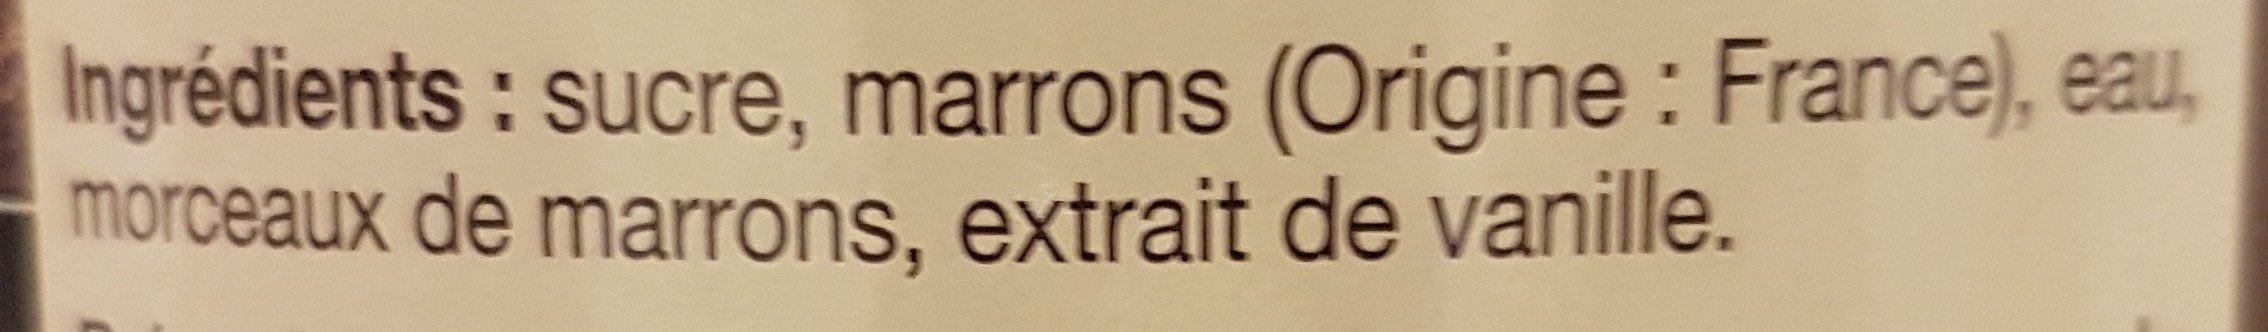 Ingrédients : sucre, marrons (Origine : France), eau,
morceaux de marrons, extrait de vanille.